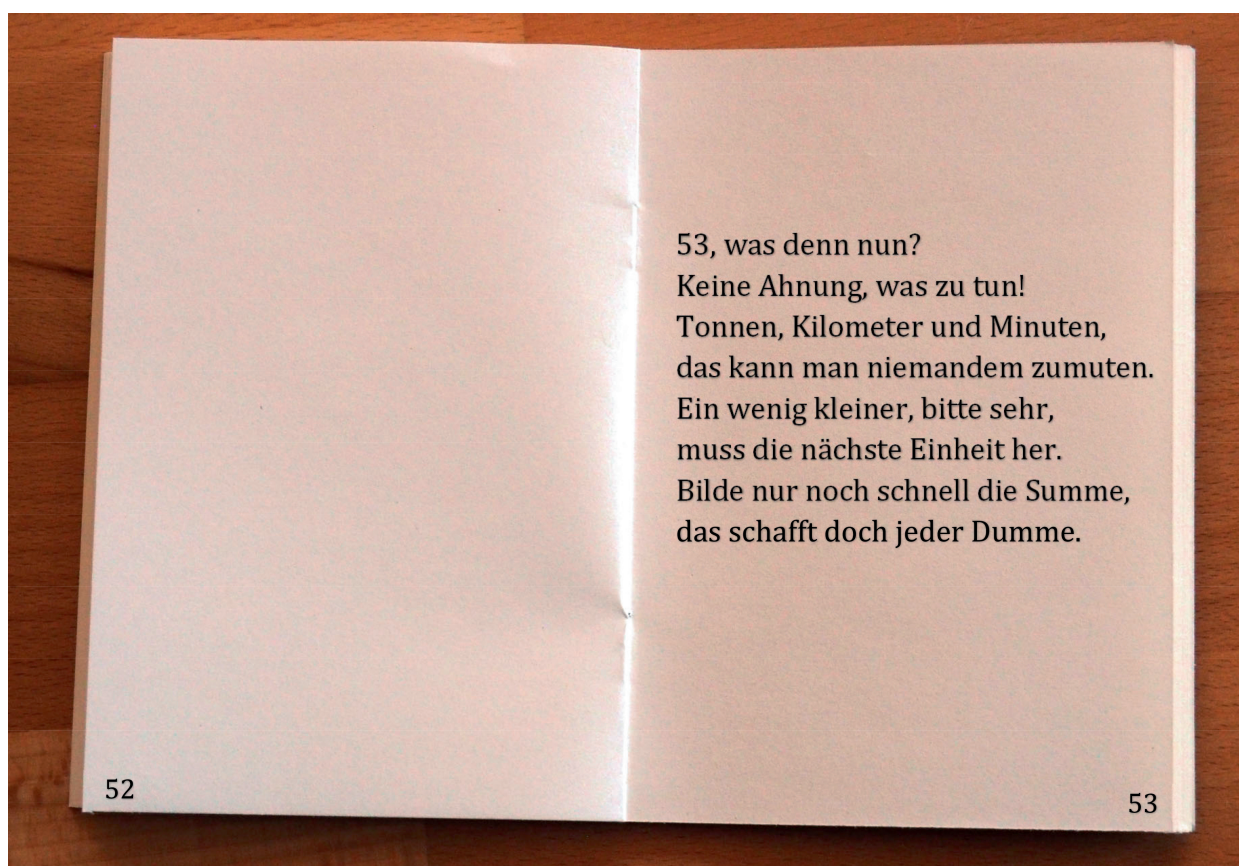 53, was denn nun?
Keine Ahnung, was zu tun!
Tonnen, Kilometer und Minuten,
das kann man niemandem zumuten.
Ein wenig kleiner, bitte sehr,
muss die nächste Einheit her.
Bilde nur noch schnell die Summe,
das schafft doch jeder Dumme.
52
53